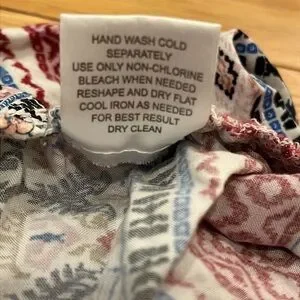 HAND WASH COLD
SEPARATELY
USE ONLY NON-CHLORINE
BLEACH WHEN NEEDED
RESHAPE AND DRY FLAT
COOL IRON AS NEEDED
FOR BEST RESULT
DRY CLEAN